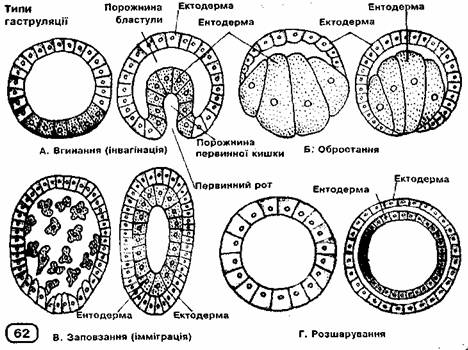 Типи
гаструляції
Порожнина
бластули
Ектодерма
Ентодерма
Ектодерма
Ентодерма
А. Вгинання (інвагінація)
Порожнина
первинної кишки
Б. Обростання
Первинний рот
Ентодерма
Ектодерма
Ентодерма
Ектодерма
62
В. Заповзання (імміграція)
Г. Розшарування